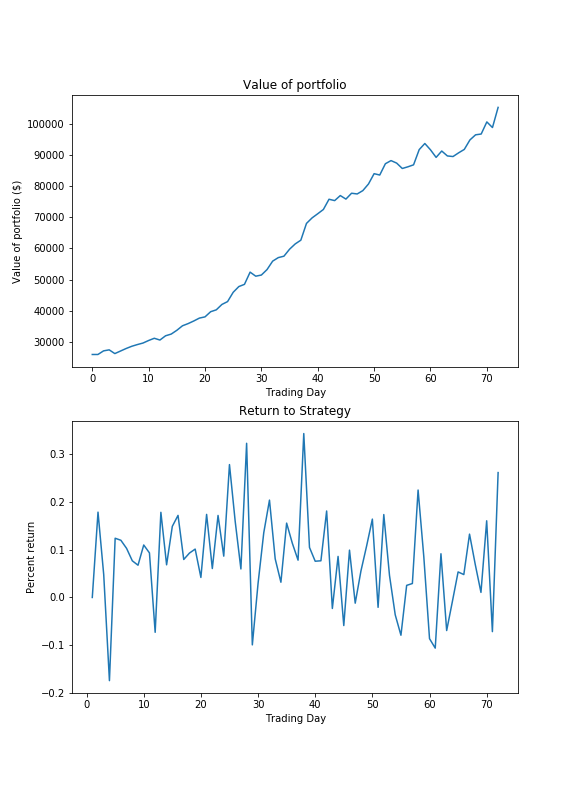 Value of portfolio
100000
90000
80000
70000
60000
50000
40000
30000
Value of portfolio ($)
0 10 20 30 40 50 60 70
Trading Day
Return to Strategy
0.3
0.2
0.1
0.0
−0.1
−0.2
Percent return
0 10 20 30 40 50 60 70
Trading Day